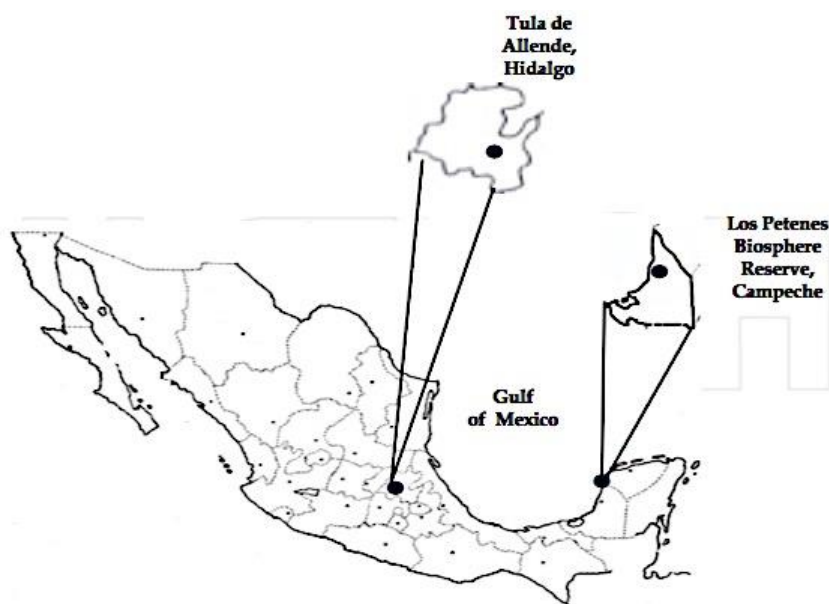 Tula de
Allende,
Hidalgo
Los Petenes
Biosphere
Reserve,
Campeche
Gulf
of Mexico